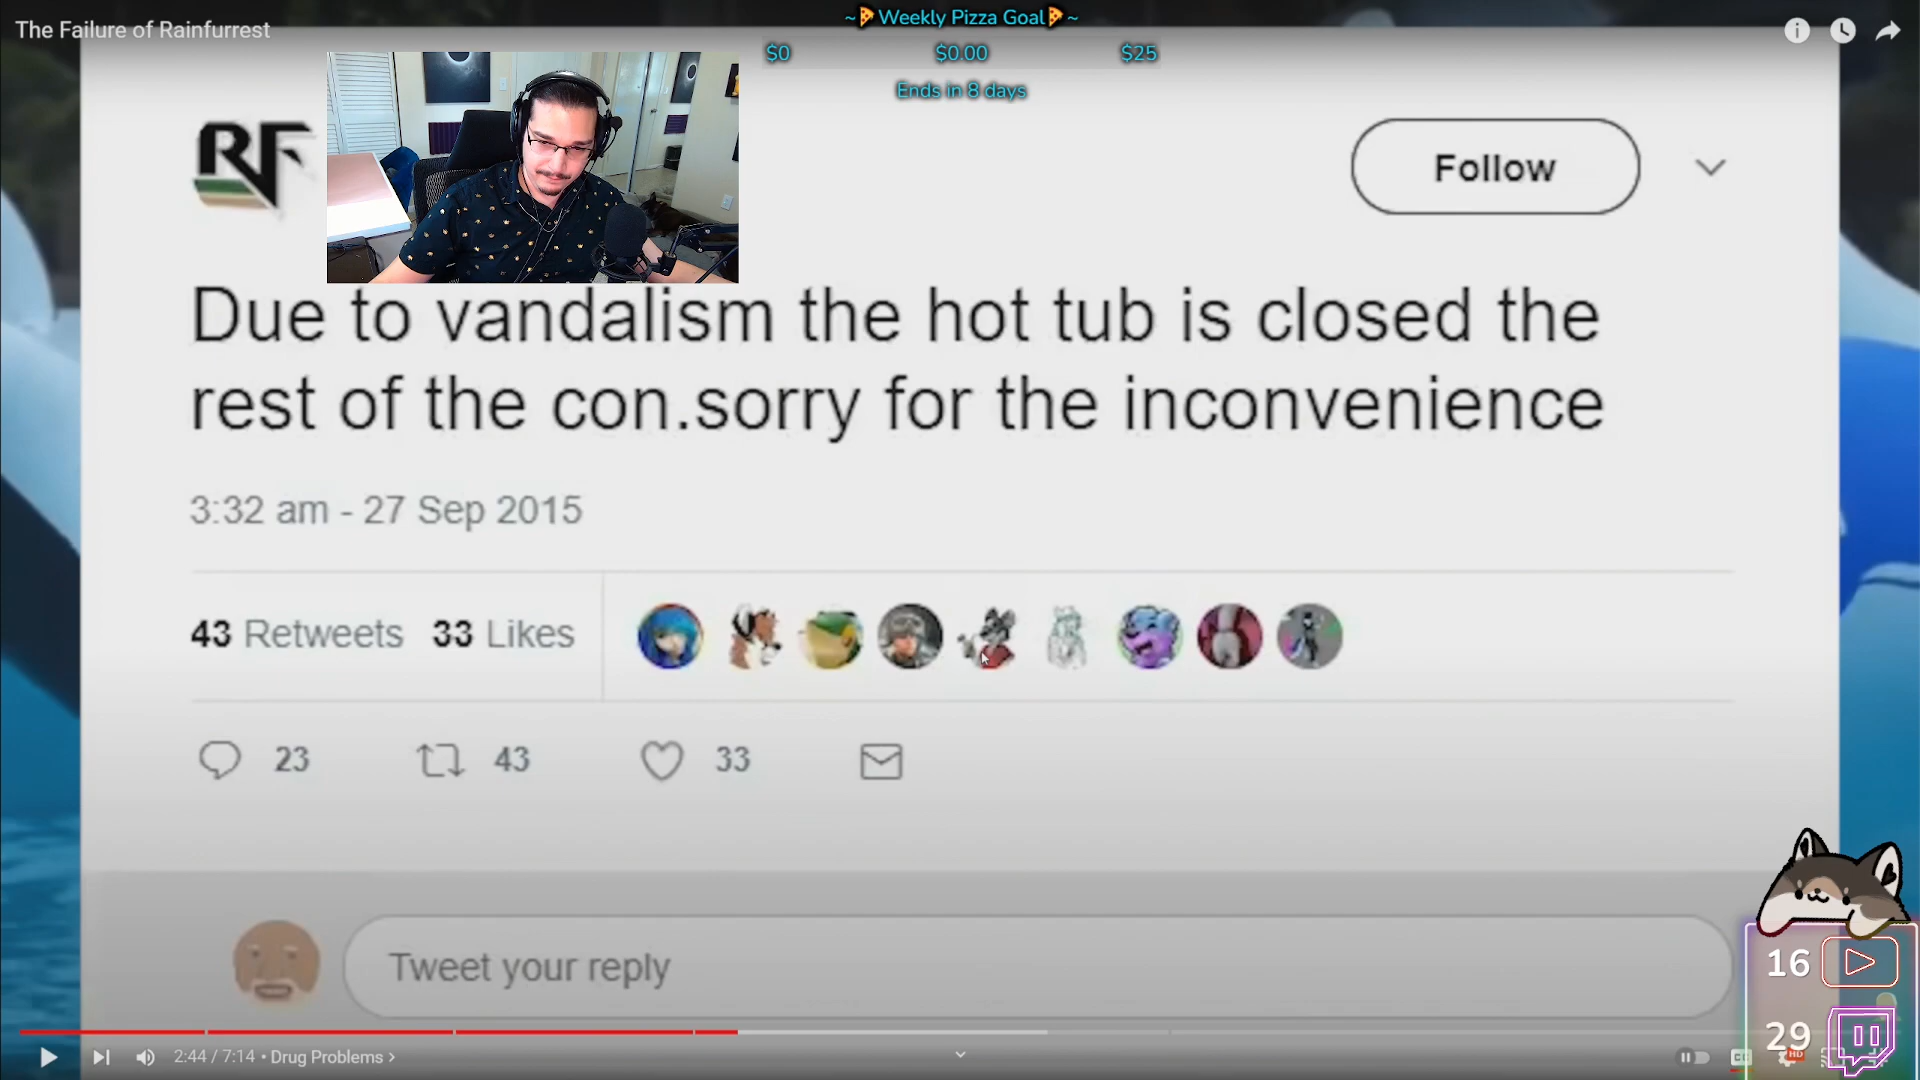 The Failure of Rainfurrest
~🍕Weekly Pizza Goal🍕~
$0 $0.00 $25
Ends in 8 days
RF
Follow
Due to vandalism the hot tub is closed the
rest of the con.sorry for the inconvenience
3:32 am - 27 Sep 2015
43 Retweets 33 Likes
23 43 33
Tweet your reply
16
29
2:44 / 7:14 • Drug Problems ›
CC
HD